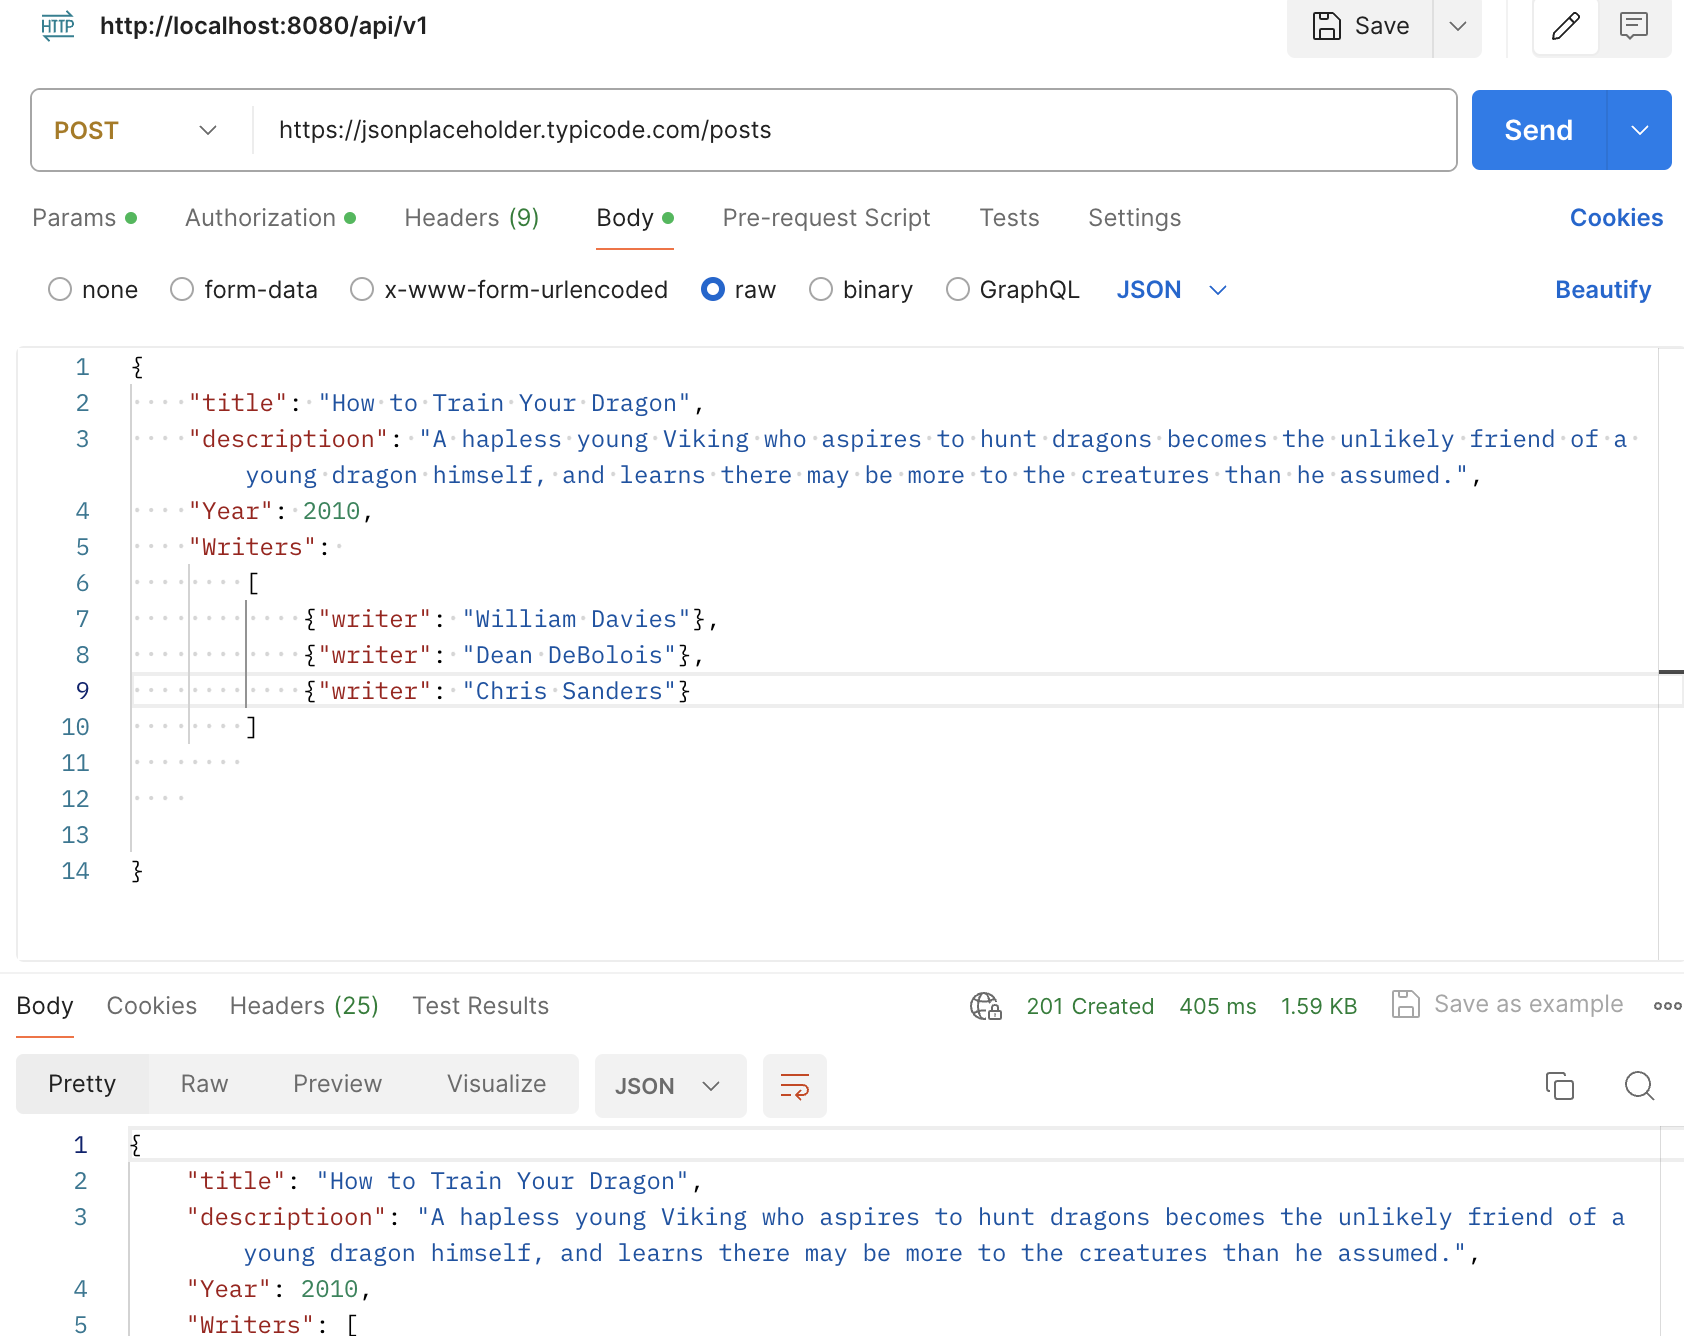 HTTP http://localhost:8080/api/v1 Save
POST https://jsonplaceholder.typicode.com/posts Send
Params Authorization Headers (9) Body Pre-request Script Tests Settings Cookies
none form-data x-www-form-urlencoded raw binary GraphQL JSON Beautify
1 {
2 "title": "How to Train Your Dragon",
3 "descriptioon": "A hapless young Viking who aspires to hunt dragons becomes the unlikely friend of a
young dragon himself, and learns there may be more to the creatures than he assumed.",
4 "Year": 2010,
5 "Writers":
6 [
7 {"writer": "William Davies"},
8 {"writer": "Dean DeBolois"},
9 {"writer": "Chris Sanders"}
10 ]
11
12
13
14 }
Body Cookies Headers (25) Test Results 201 Created 405 ms 1.59 KB Save as example
Pretty Raw Preview Visualize JSON
1 {
2 "title": "How to Train Your Dragon",
3 "descriptioon": "A hapless young Viking who aspires to hunt dragons becomes the unlikely friend of a
young dragon himself, and learns there may be more to the creatures than he assumed.",
4 "Year": 2010,
5 "Writers": [